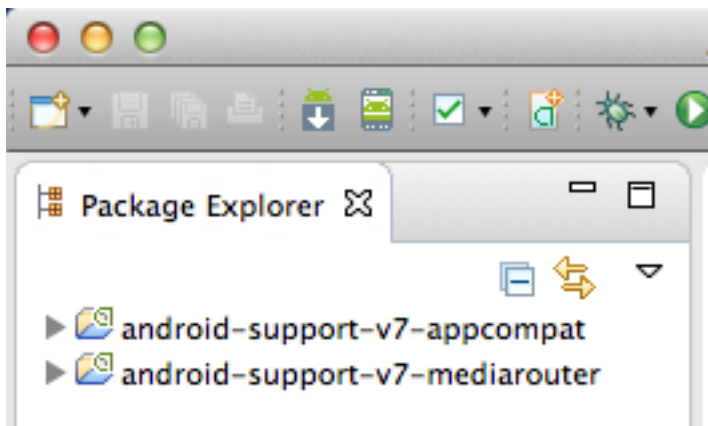 Package Explorer
android-support-v7-appcompat
android-support-v7-mediarouter